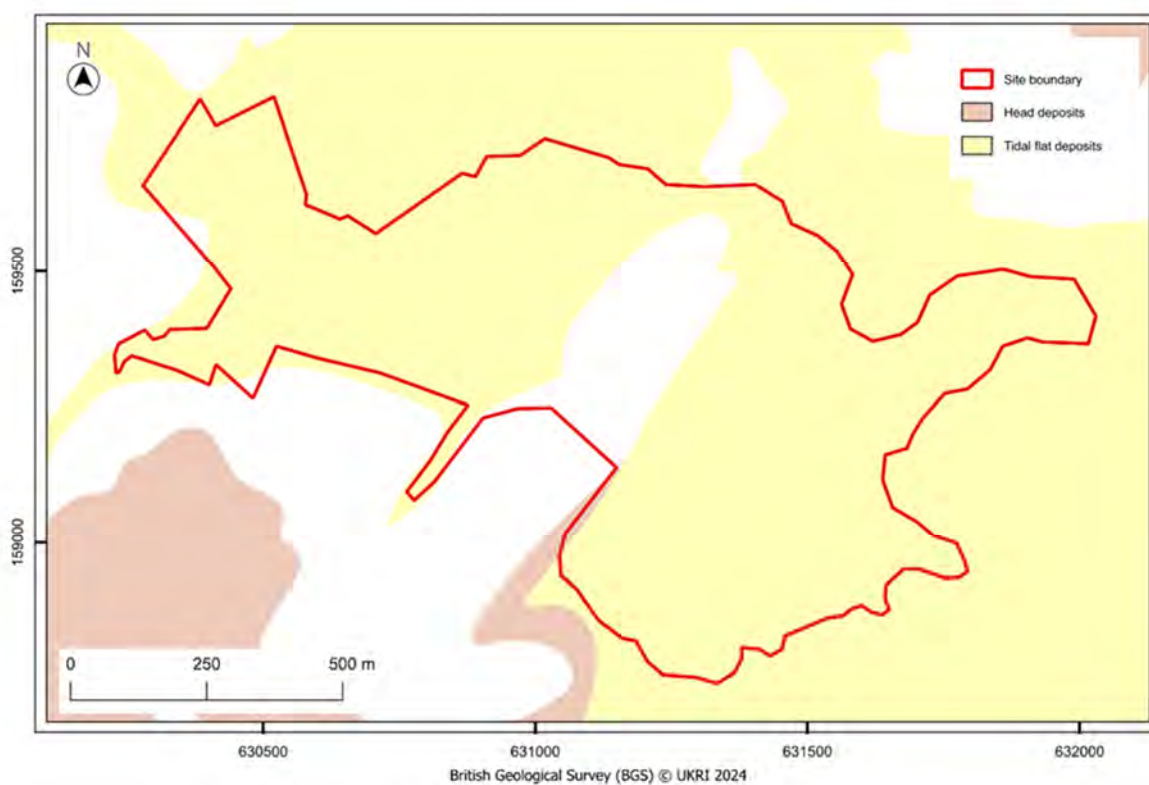 N
Site boundary
Head deposits
Tidal flat deposits
159500
159000
0 250 500 m
630500 631000 631500 632000
British Geological Survey (BGS) © UKRI 2024